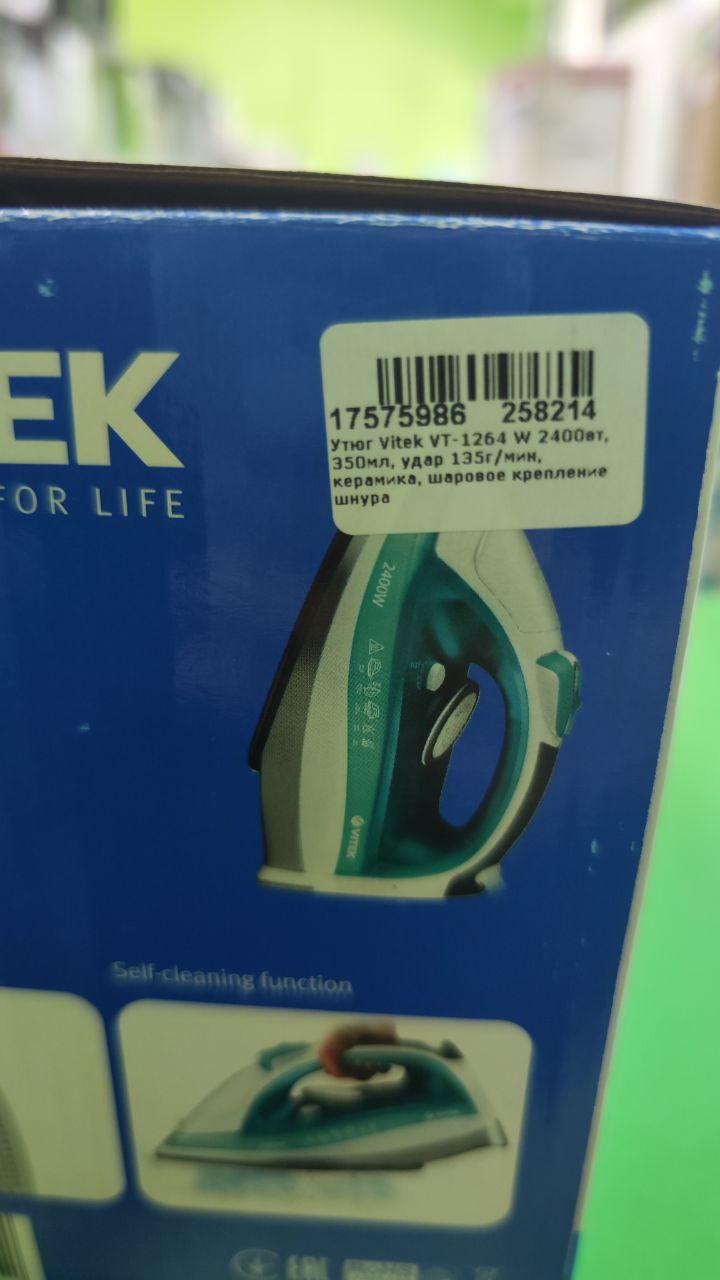 EK
FOR LIFE
17575986 258214
Утюг Vitek VT-1264 W 2400вт,
350мл, удар 135г/мин,
керамика, шаровое крепление
шнура
2400W
VITEK
Self-cleaning function
EAC